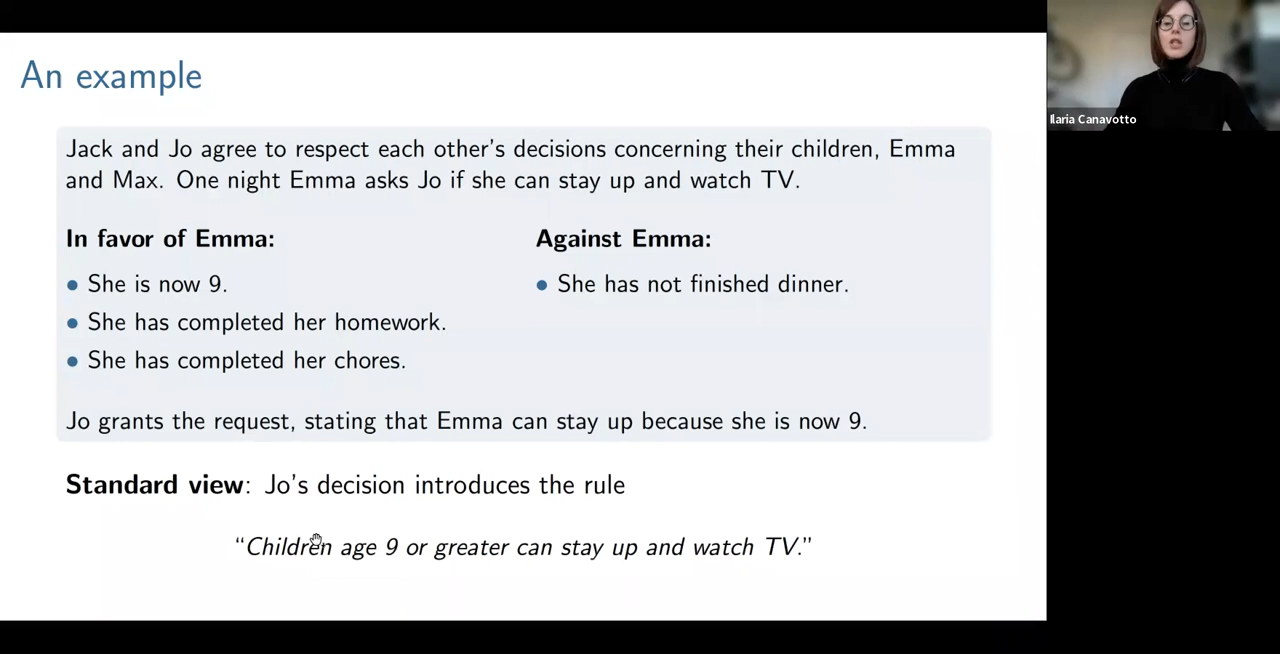 An example
Jack and Jo agree to respect each other's decisions concerning their children, Emma
and Max. One night Emma asks Jo if she can stay up and watch TV.
In favor of Emma:
• She is now 9.
• She has completed her homework.
• She has completed her chores.
Against Emma:
• She has not finished dinner.
Jo grants the request, stating that Emma can stay up because she is now 9.
Standard view: Jo's decision introduces the rule
"Children age 9 or greater can stay up and watch TV."
Ilaria Canavotto